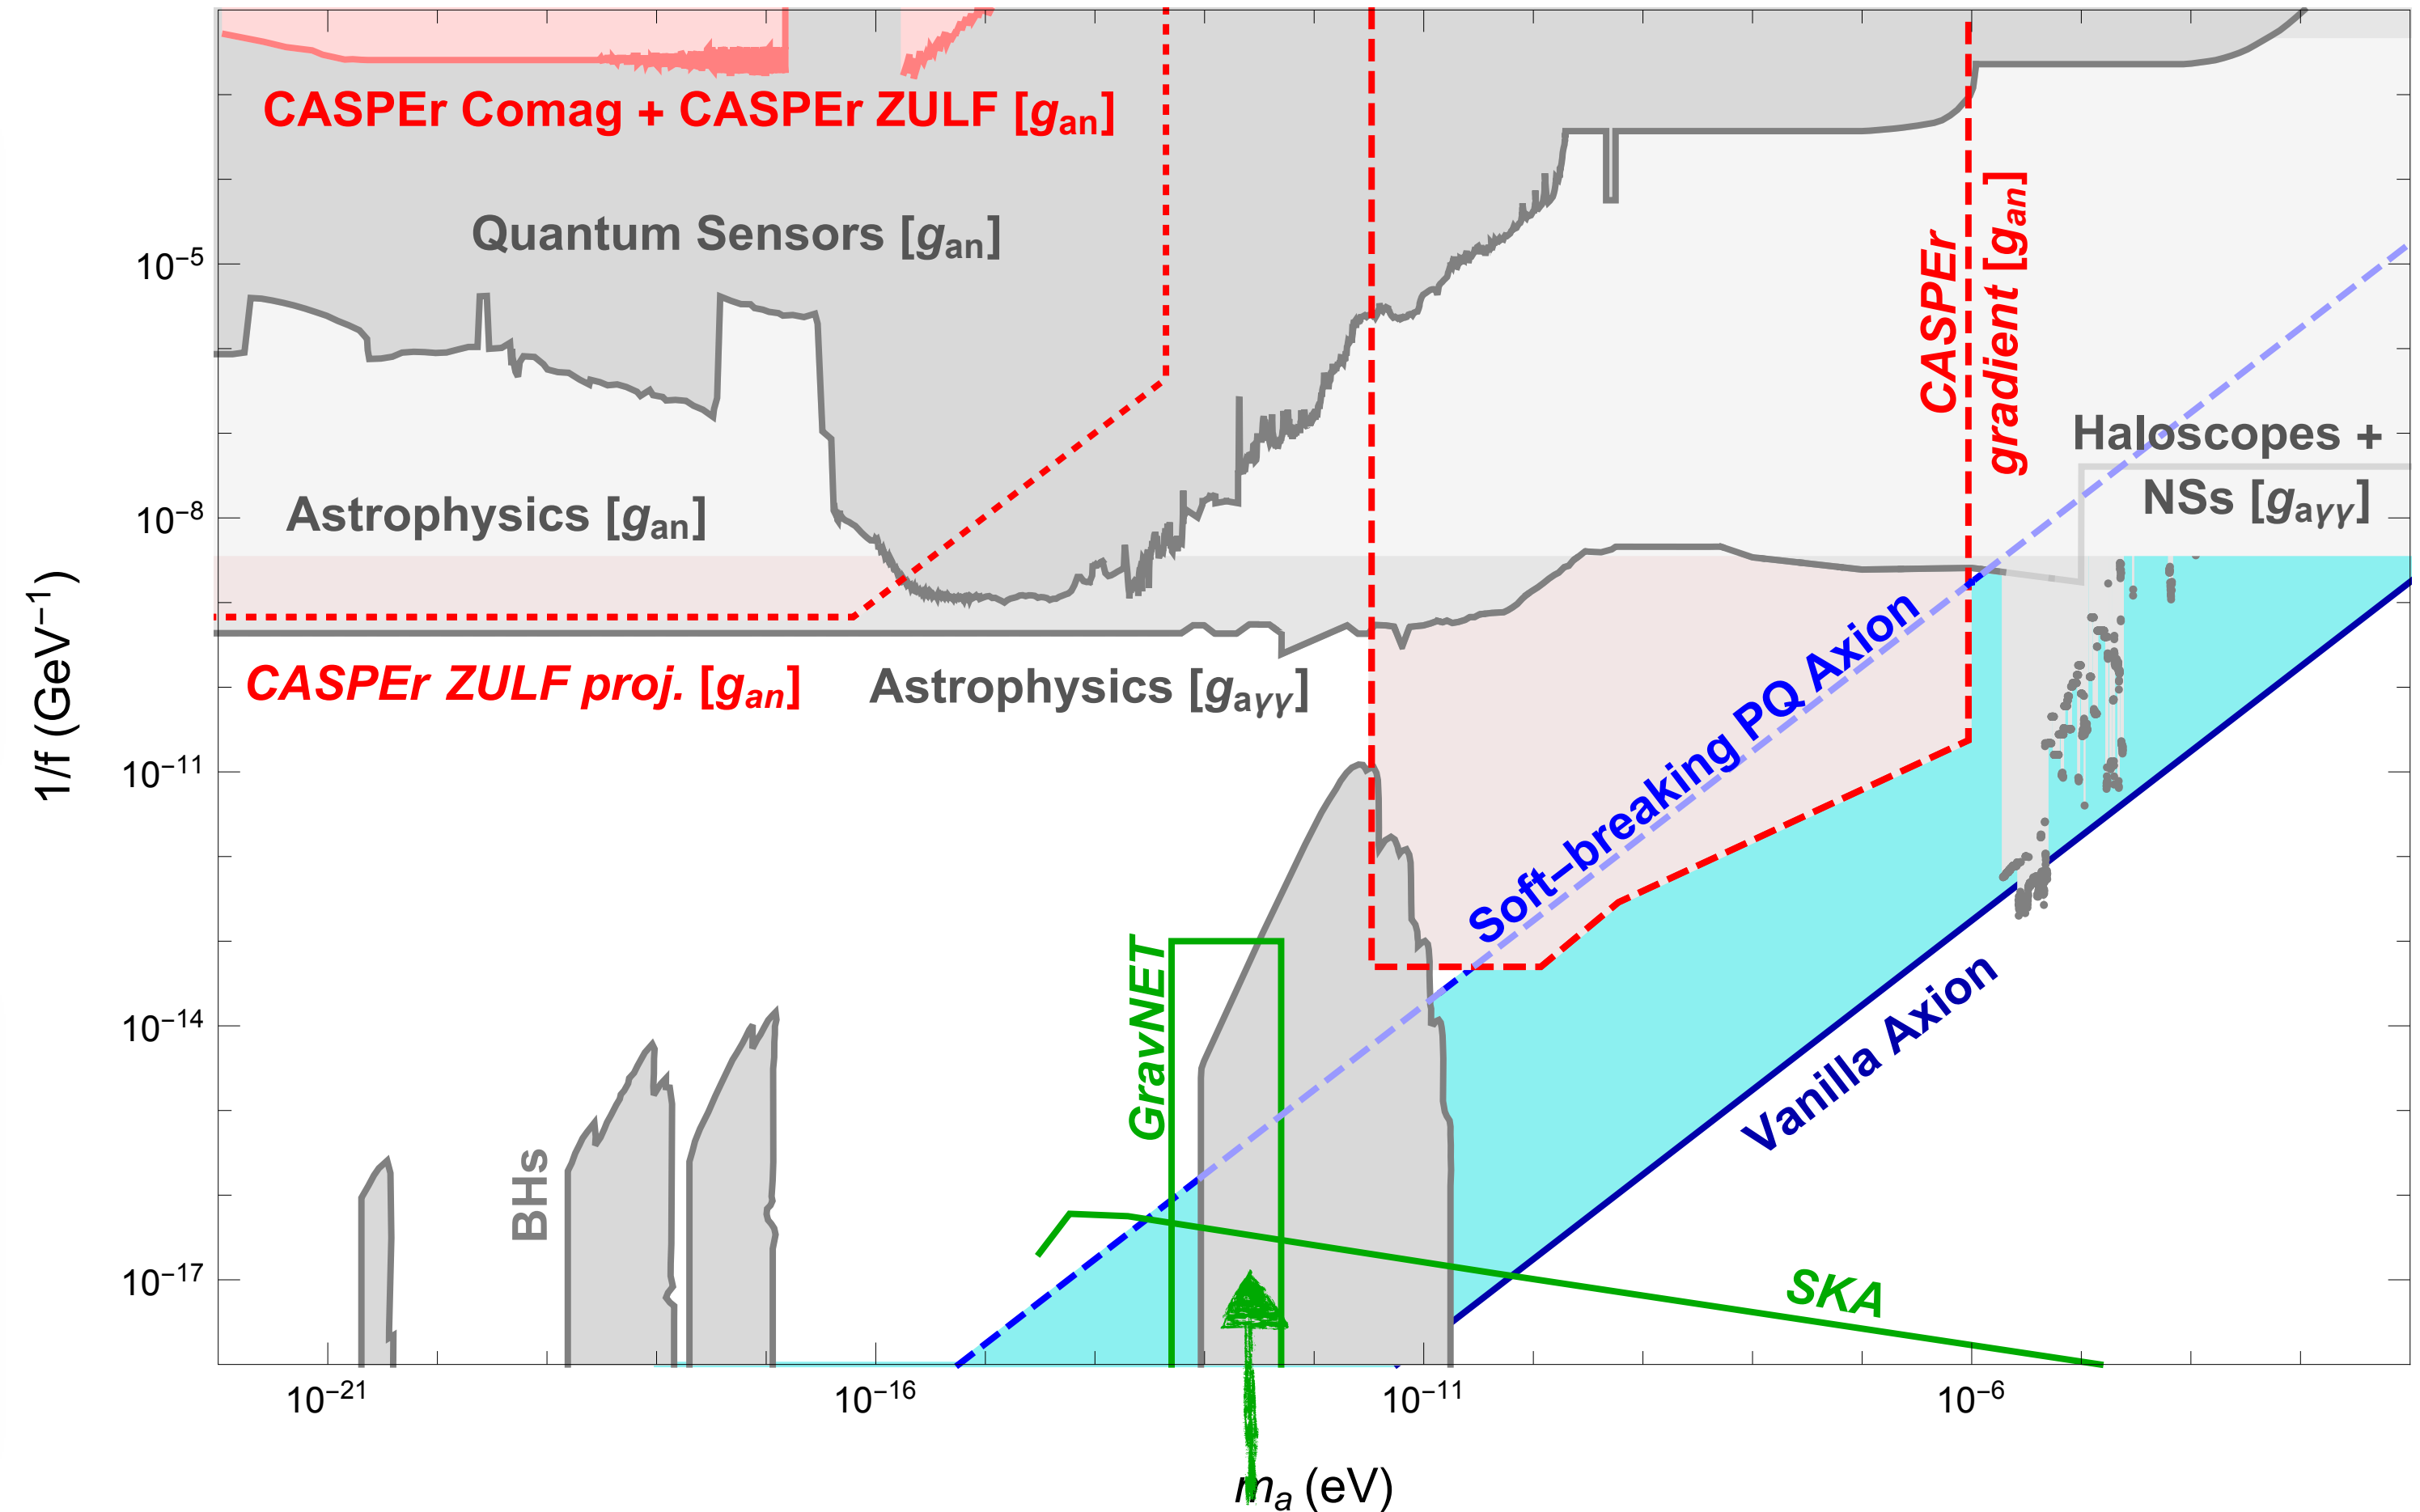 CASPEr Comag + CASPEr ZULF [gan]
Quantum Sensors [gan]
CASPEr
gradient [gan]
10−5
Haloscopes +
NSs [gaγγ]
Astrophysics [gan]
10−8
1/f (GeV−1)
CASPEr ZULF proj. [gan]
Astrophysics [gaγγ]
Soft-breaking PQ Axion
10−11
GravNET
Vanilla Axion
10−14
BHs
10−17
SKA
10−21
10−16
10−11
10−6
ma (eV)